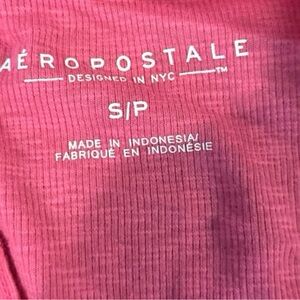 AÉROPOSTALE
DESIGNED IN NYC ™
S/P
MADE IN INDONESIA/
FABRIQUÉ EN INDONÉSIE